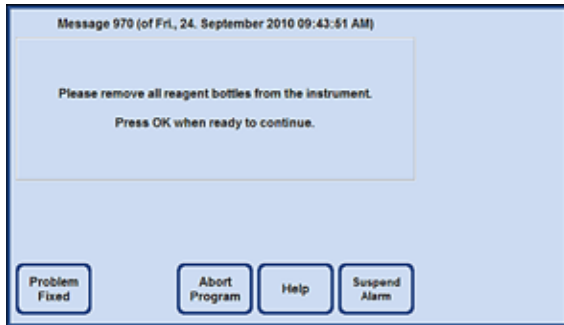 Message 970 (of Fri., 24. September 2010 09:43:51 AM)
Please remove all reagent bottles from the instrument.
Press OK when ready to continue.
Problem
Fixed
Abort
Program
Help
Suspend
Alarm